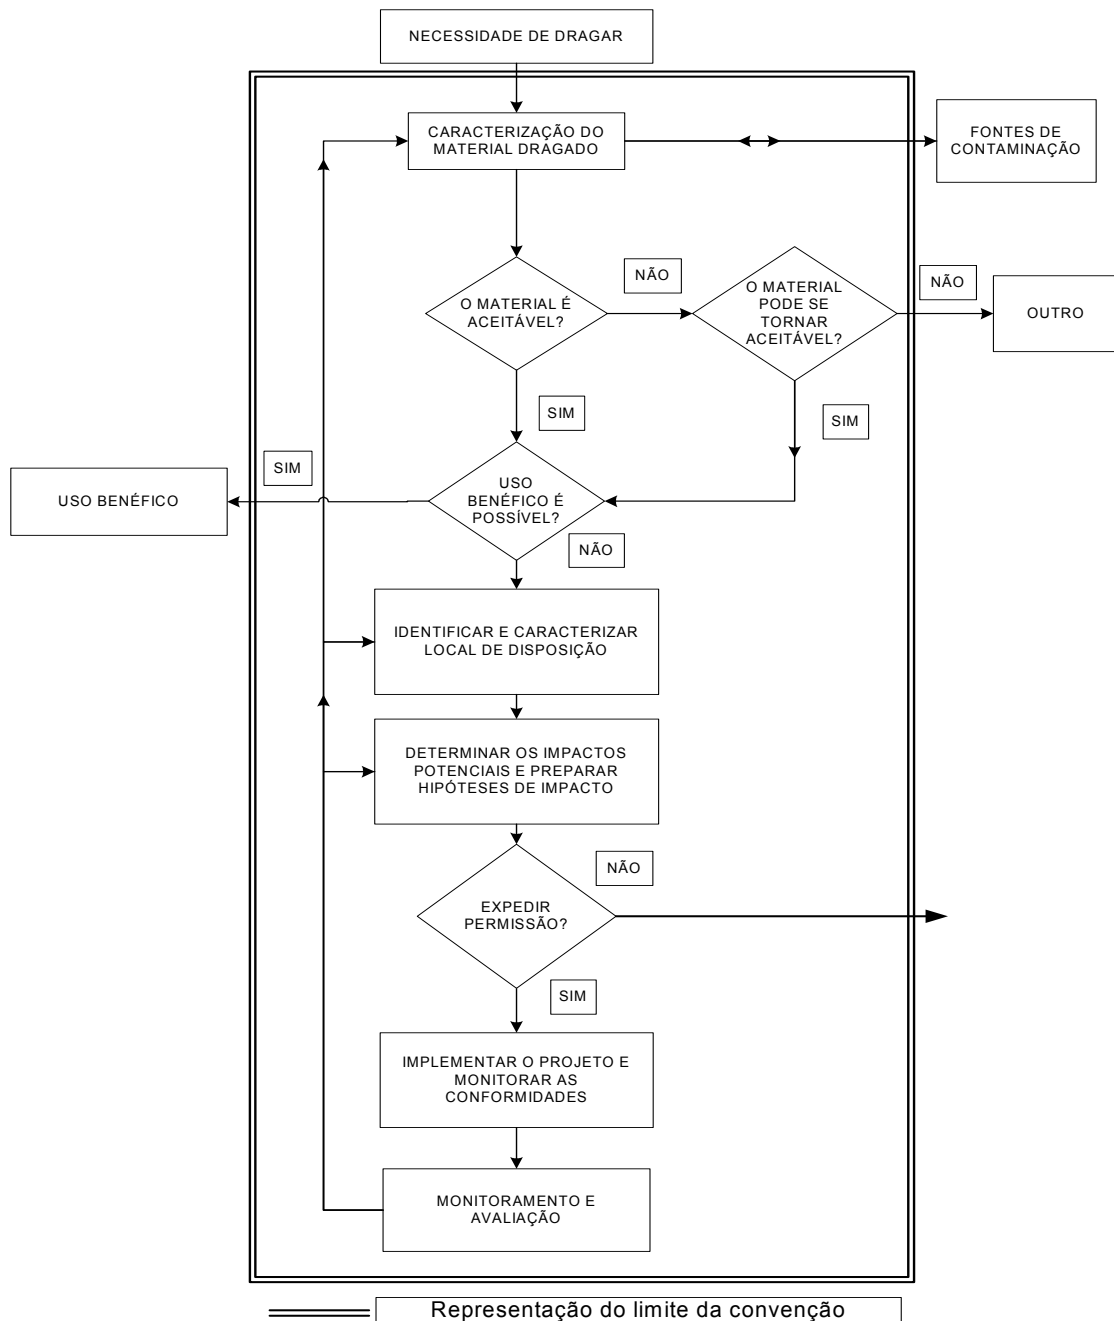 NECESSIDADE DE DRAGAR
CARACTERIZAÇÃO DO
MATERIAL DRAGADO
FONTES DE
CONTAMINAÇÃO
O MATERIAL É
ACEITÁVEL?
NÃO
O MATERIAL
PODE SE
TORNAR
ACEITÁVEL?
NÃO
OUTRO
SIM
SIM
SIM
USO BENÉFICO
USO
BENÉFICO É
POSSÍVEL?
NÃO
IDENTIFICAR E CARACTERIZAR
LOCAL DE DISPOSIÇÃO
DETERMINAR OS IMPACTOS
POTENCIAIS E PREPARAR
HIPÓTESES DE IMPACTO
NÃO
EXPEDIR
PERMISSÃO?
SIM
IMPLEMENTAR O PROJETO E
MONITORAR AS
CONFORMIDADES
MONITORAMENTO E
AVALIAÇÃO
Representação do limite da convenção